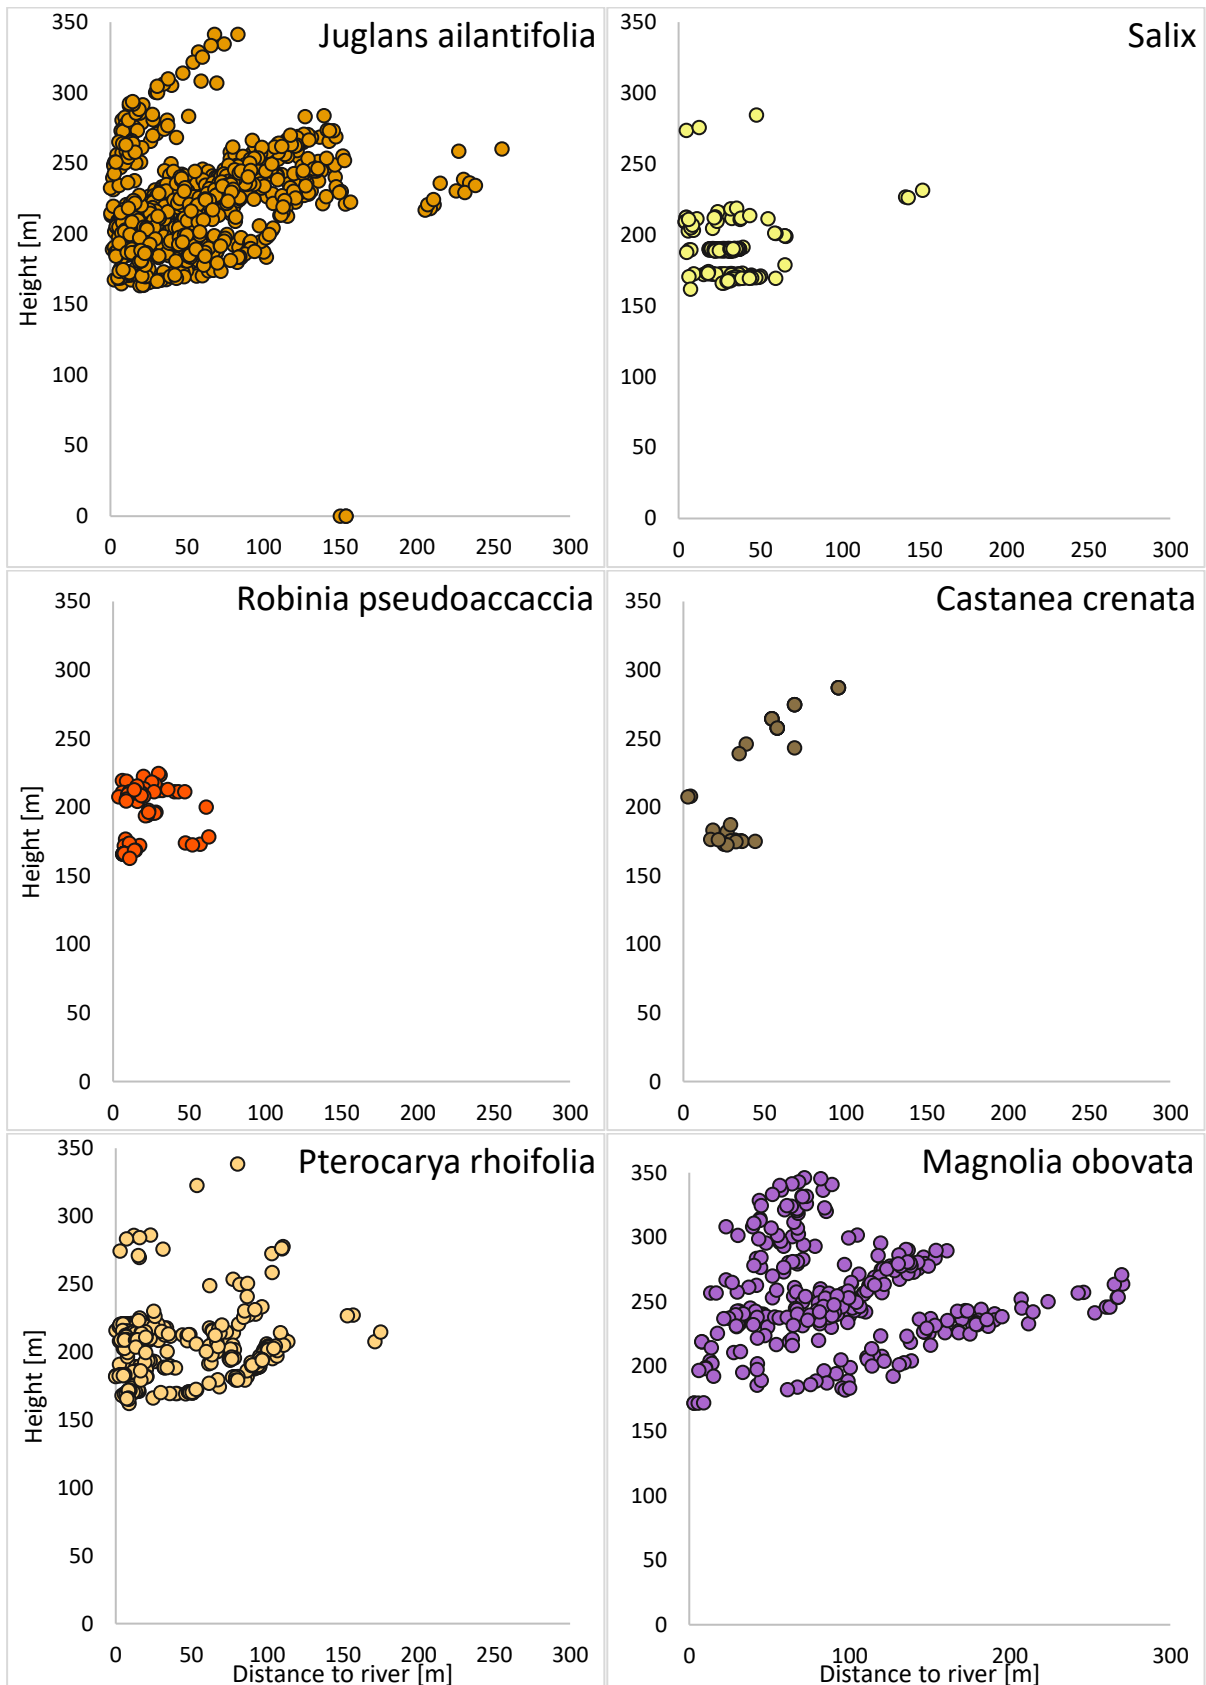 Juglans ailantifolia
350
300
250
200
150
100
50
0
Height [m]
0 50 100 150 200 250 300
Salix
350
300
250
200
150
100
50
0
0 50 100 150 200 250 300
Robinia pseudoaccaccia
350
300
250
200
150
100
50
0
0 50 100 150 200 250 300
Castanea crenata
350
300
250
200
150
100
50
0
Height [m]
0 50 100 150 200 250 300
Pterocarya rhoifolia
350
300
250
200
150
100
50
0
Height [m]
0 50 100 150 200 250 300
Distance to river [m]
Magnolia obovata
350
300
250
200
150
100
50
0
0 100 200 300
Distance to river [m]